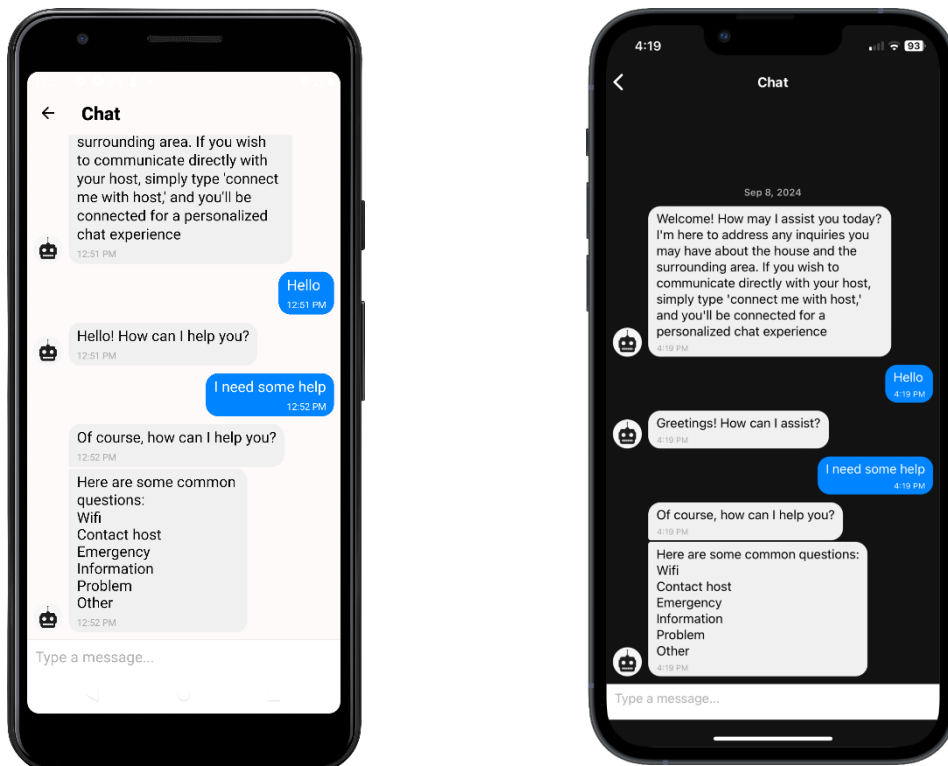 Chat
surrounding area. If you wish
to communicate directly with
your host, simply type 'connect
me with host,' and you'll be
connected for a personalized
chat experience
12:51 PM
Hello
12:51 PM
Hello! How can I help you?
12:51 PM
I need some help
12:52 PM
Of course, how can I help you?
12:52 PM
Here are some common
questions:
Wifi
Contact host
Emergency
Information
Problem
Other
12:52 PM
Type a message...
4:19
93
Chat
Sep 8, 2024
Welcome! How may I assist you today?
I'm here to address any inquiries you
may have about the house and the
surrounding area. If you wish to
communicate directly with your host,
simply type 'connect me with host,'
and you'll be connected for a
personalized chat experience
4:19 PM
Hello
4:19 PM
Greetings! How can I assist?
4:19 PM
I need some help
4:19 PM
Of course, how can I help you?
4:19 PM
Here are some common questions:
Wifi
Contact host
Emergency
Information
Problem
Other
4:19 PM
Type a message...